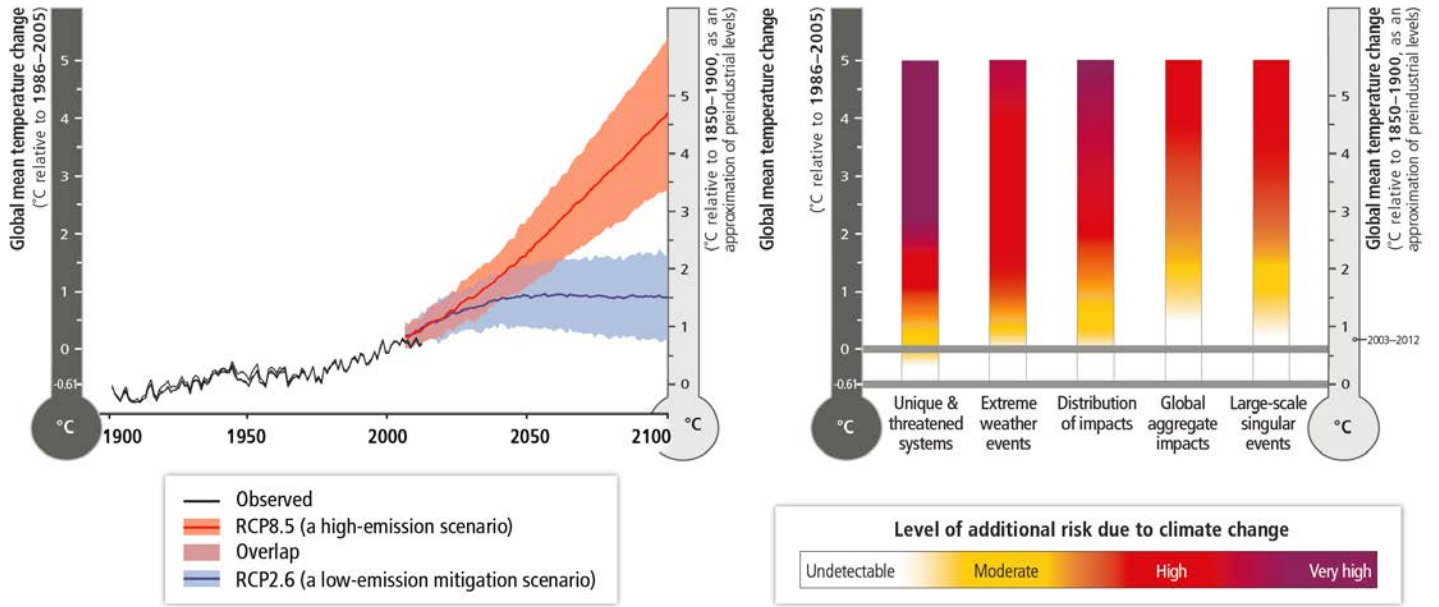 Global mean temperature change
(°C relative to 1986–2005)
5
4
3
2
1
0
-0.61
°C
(°C relative to 1850–1900, as an
approximation of preindustrial levels)
5
4
3
2
1
0
°C
1900
1950
2000
2050
2100
Observed
RCP8.5 (a high-emission scenario)
Overlap
RCP2.6 (a low-emission mitigation scenario)
Global mean temperature change
(°C relative to 1986–2005)
5
4
3
2
1
0
-0.61
°C
Global mean temperature change
(°C relative to 1850–1900, as an
approximation of preindustrial levels)
5
4
3
2
1
2003–2012
0
°C
Unique &
threatened
systems
Extreme
weather
events
Distribution
of impacts
Global
aggregate
impacts
Large-scale
singular
events
Level of additional risk due to climate change
Undetectable
Moderate
High
Very high